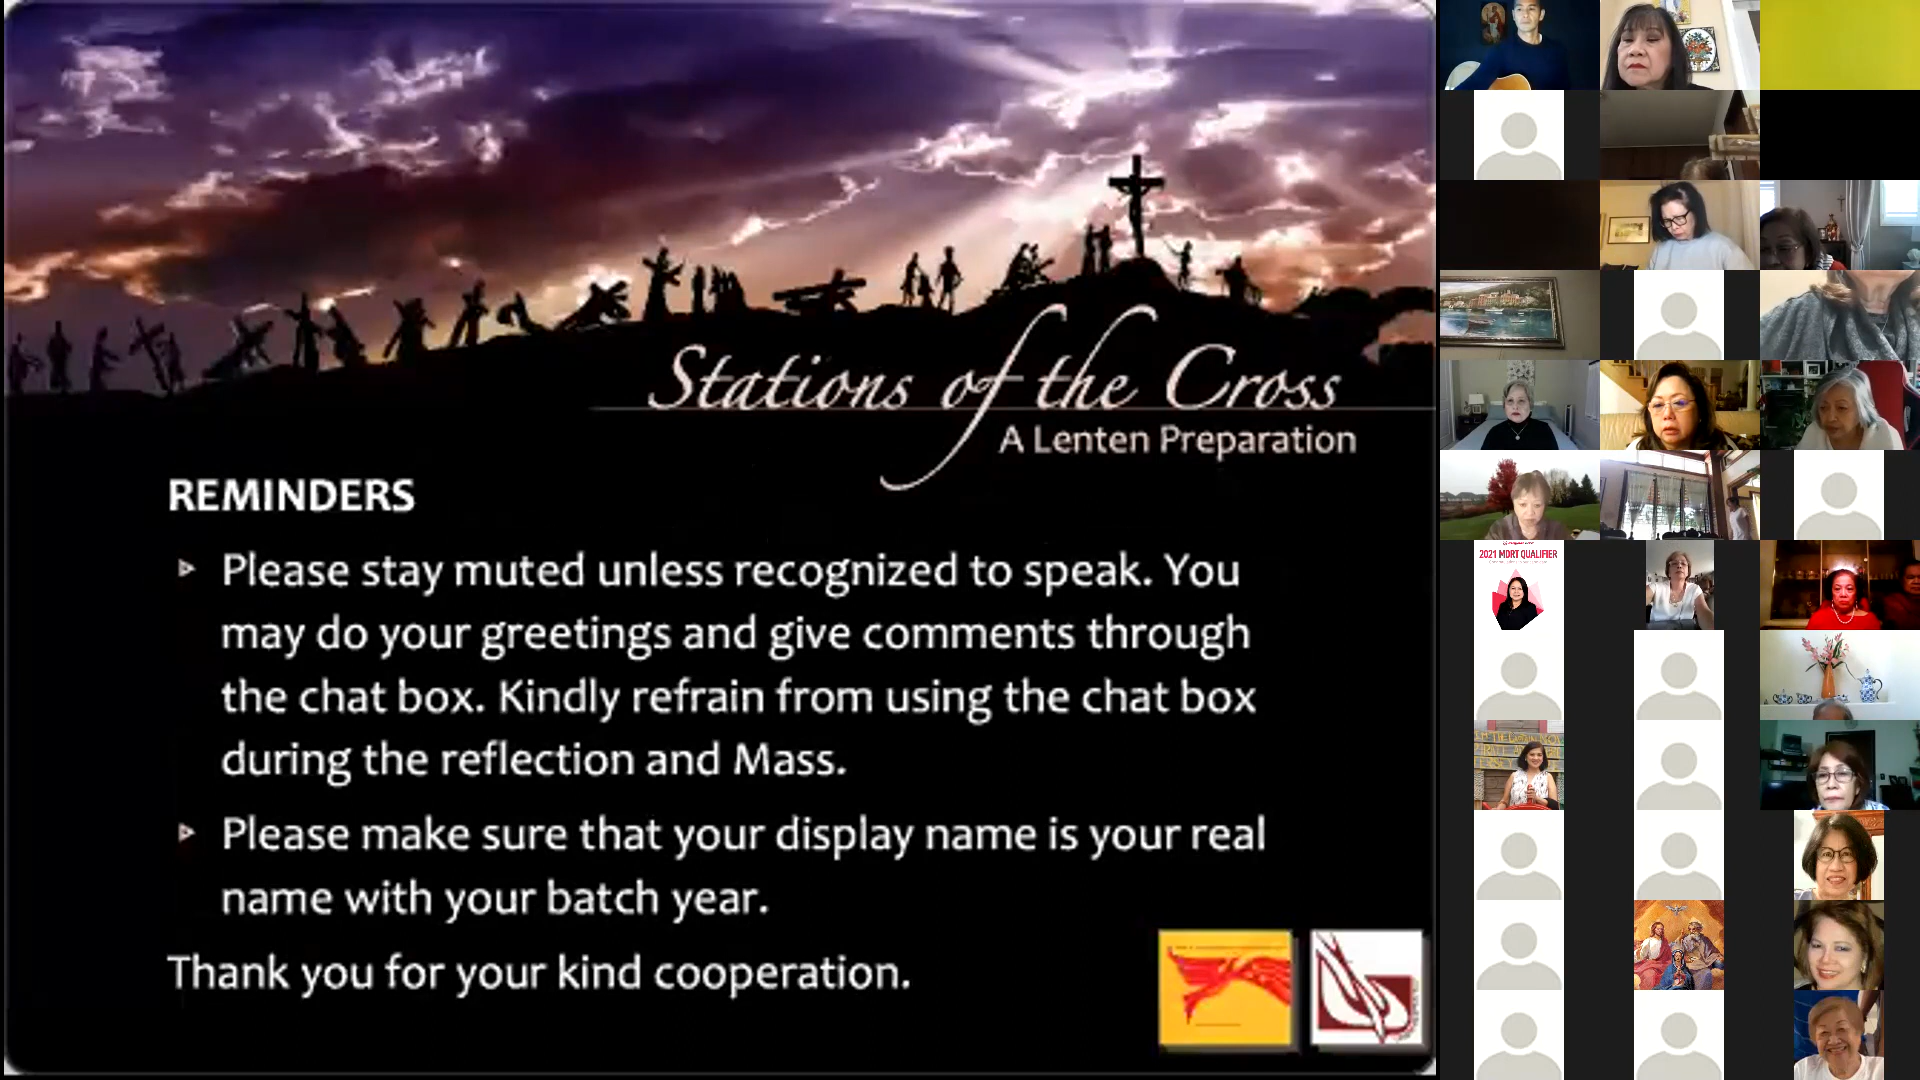 Stations of the Cross
A Lenten Preparation
REMINDERS
Please stay muted unless recognized to speak. You
may do your greetings and give comments through
the chat box. Kindly refrain from using the chat box
during the reflection and Mass.
Please make sure that your display name is your real
name with your batch year.
Thank you for your kind cooperation.
2021 MDRT QUALIFIER